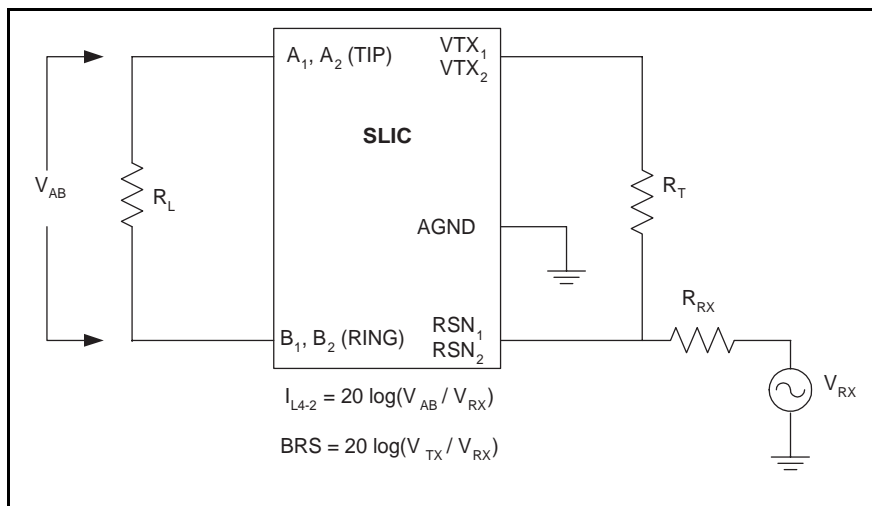 A1, A2 (TIP)
VTX1
VTX2
SLIC
VAB
RL
RT
AGND
RRX
B1, B2 (RING)
RSN1
RSN2
VRX
IL4-2 = 20 log(VAB / VRX)
BRS = 20 log(VTX / VRX)